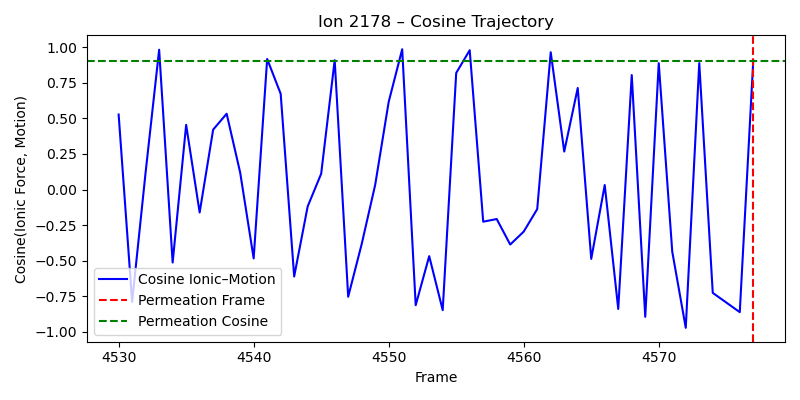 Ion 2178 – Cosine Trajectory
Cosine(Ionic Force, Motion)
1.00
0.75
0.50
0.25
0.00
−0.25
−0.50
−0.75
−1.00
Cosine Ionic–Motion
Permeation Frame
Permeation Cosine
4530
4540
4550
4560
4570
Frame